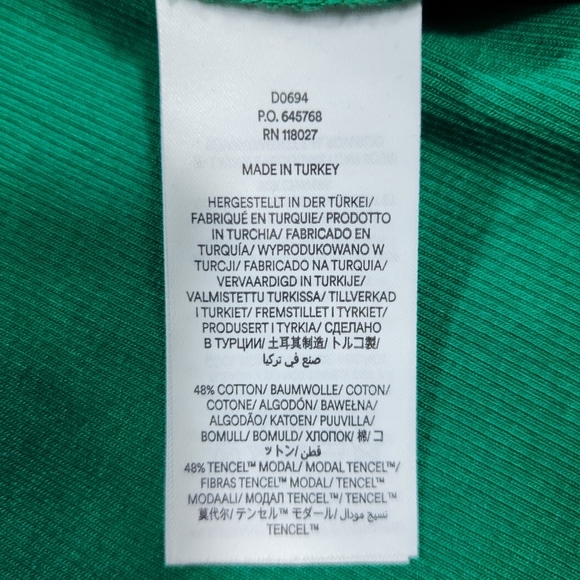 D0694
P.O. 645768
RN 118027
MADE IN TURKEY
HERGESTELLT IN DER TÜRKEI/
FABRIQUÉ EN TURQUIE/ PRODOTTO
IN TURCHIA/ FABRICADO EN
TURQUÍA/ WYPRODUKOWANO W
TURCJI/ FABRICADO NA TURQUIA/
VERVAARDIGD IN TURKIJE/
VALMISTETTU TURKISSA/ TILLVERKAD
I TURKIET/ FREMSTILLET I TYRKIET/
PRODUSERT I TYRKIA/ СДЕЛАНО
В ТУРЦИИ/ 土耳其制造/ トルコ製/
صنع في تركيا
48% COTTON/ BAUMWOLLE/ COTON/
COTONE/ ALGODÓN/ BAWEŁNA/
ALGODÃO/ KATOEN/ PUUVILLA/
BOMULL/ BOMULD/ ХЛОПОК/ 棉/ コ
ットン/ قطن/
48% TENCEL™ MODAL/ MODAL TENCEL™/
FIBRAS TENCEL™ MODAL/ TENCEL™
MODAALI/ МОДАЛ TENCEL™/ TENCEL™
莫代尔/ テンセル™ モダール/ نسيج مودال
TENCEL™